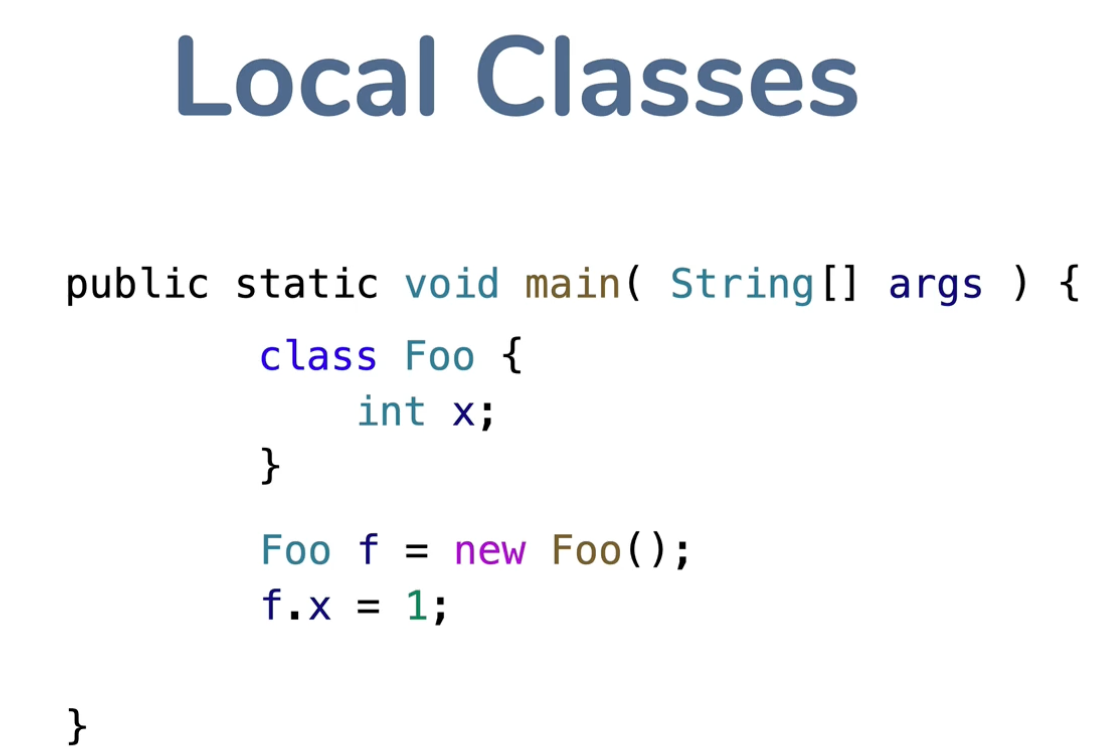 Local Classes
public static void main( String[] args ) {
class Foo {
int x;
}
Foo f = new Foo();
f.x = 1;
}